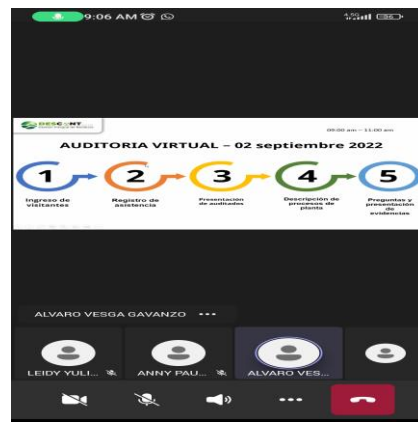 9:06 AM
DESCONT
09:00 am – 11:00 am
AUDITORIA VIRTUAL – 02 septiembre 2022
1 2 3 4 5
Ingreso de visitantes
Registro de asistencia
Presentación de auditados
Descripción de procesos de planta
Preguntas y presentación de evidencias
ALVARO VESGA GAVANZO
LEIDY YULI...
ANNY PAU...
ALVARO VES...